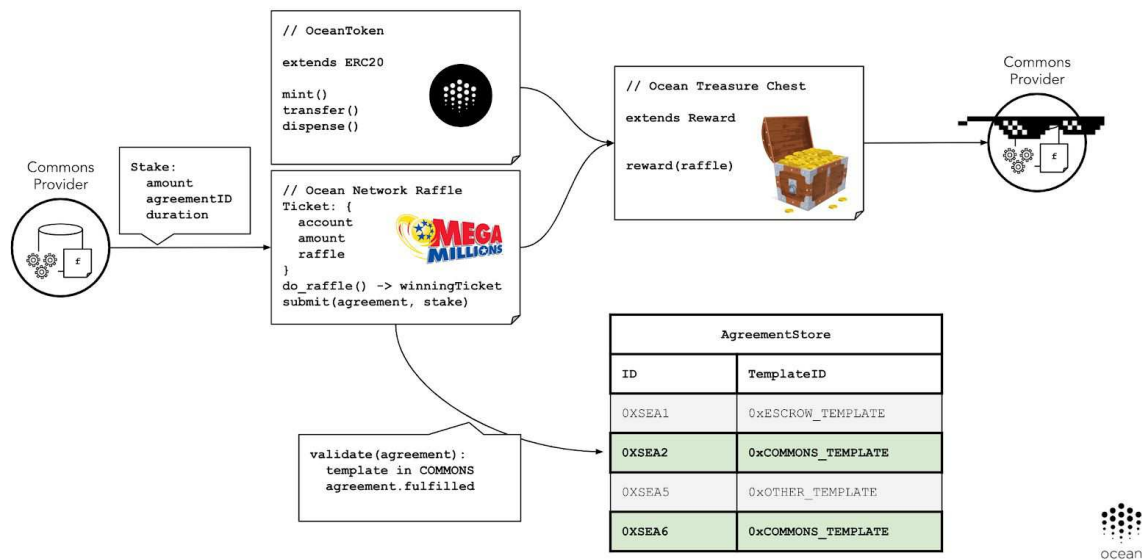 // OceanToken
extends ERC20
mint()
transfer()
dispense()
Commons
Provider
Stake:
amount
agreementID
duration
// Ocean Network Raffle
Ticket: {
account
amount
raffle
}
do_raffle() -> winningTicket
submit(agreement, stake)
MEGA
MILLIONS
£
// Ocean Treasure Chest
extends Reward
reward(raffle)
Commons
Provider
£
validate(agreement):
template in COMMONS
agreement.fulfilled
AgreementStore
ID TemplateID
0XSEA1 0xESCROW_TEMPLATE
0XSEA2 0xCOMMONS_TEMPLATE
0XSEA5 0xOTHER_TEMPLATE
0XSEA6 0xCOMMONS_TEMPLATE
ocean